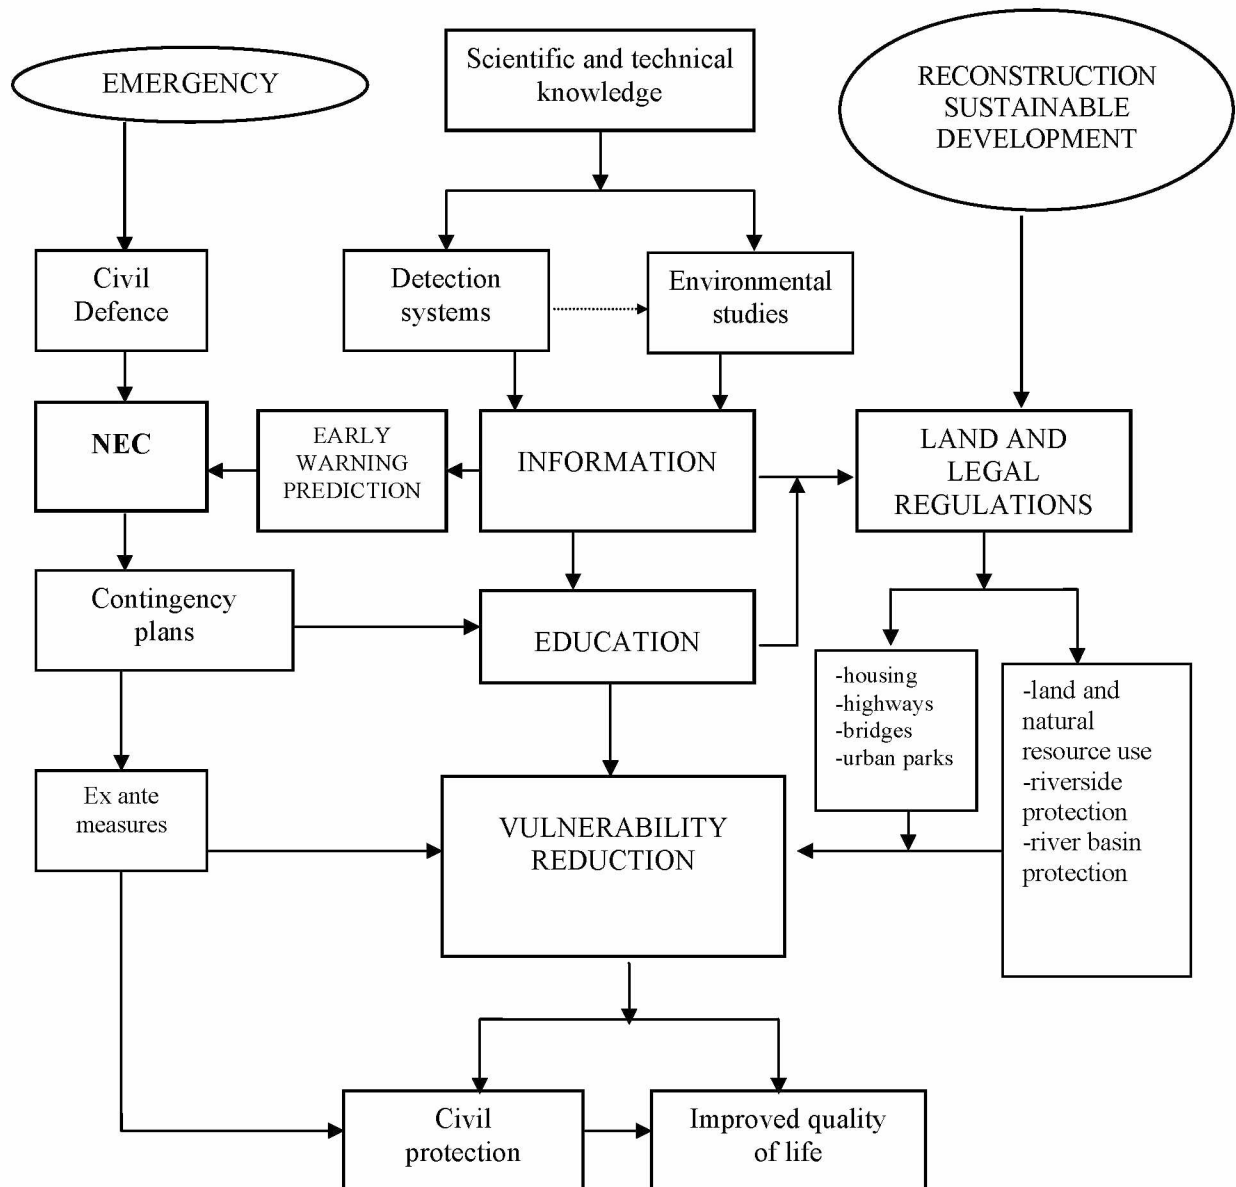 EMERGENCY
Scientific and technical
knowledge
RECONSTRUCTION
SUSTAINABLE
DEVELOPMENT
Civil
Defence
Detection
systems
Environmental
studies
NEC
EARLY
WARNING
PREDICTION
INFORMATION
LAND AND
LEGAL
REGULATIONS
Contingency
plans
EDUCATION
-housing
-highways
-bridges
-urban parks
-land and
natural
resource use
-riverside
protection
-river basin
protection
Ex ante
measures
VULNERABILITY
REDUCTION
Civil
protection
Improved quality
of life